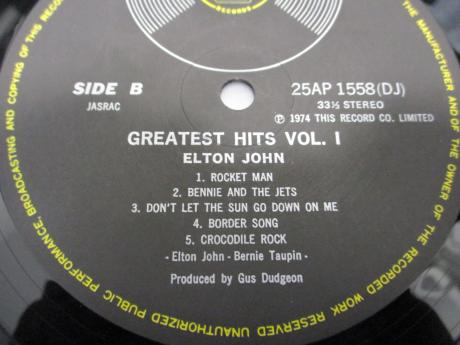 RECORDS
SIDE B
JASRAC
25AP 1558(DJ)
33⅓ STEREO
Ⓟ 1974 THIS RECORD CO. LIMITED
GREATEST HITS VOL. I
ELTON JOHN
1. ROCKET MAN
2. BENNIE AND THE JETS
3. DON'T LET THE SUN GO DOWN ON ME
4. BORDER SONG
5. CROCODILE ROCK
- Elton John - Bernie Taupin -
Produced by Gus Dudgeon
THE MANUFACTURER AND OF THE OWNER OF THE RECORDED WORK RESERVED UNAUTHORIZED PUBLIC PERFORMANCE, BROADCASTING AND COPYING OF THIS RECO